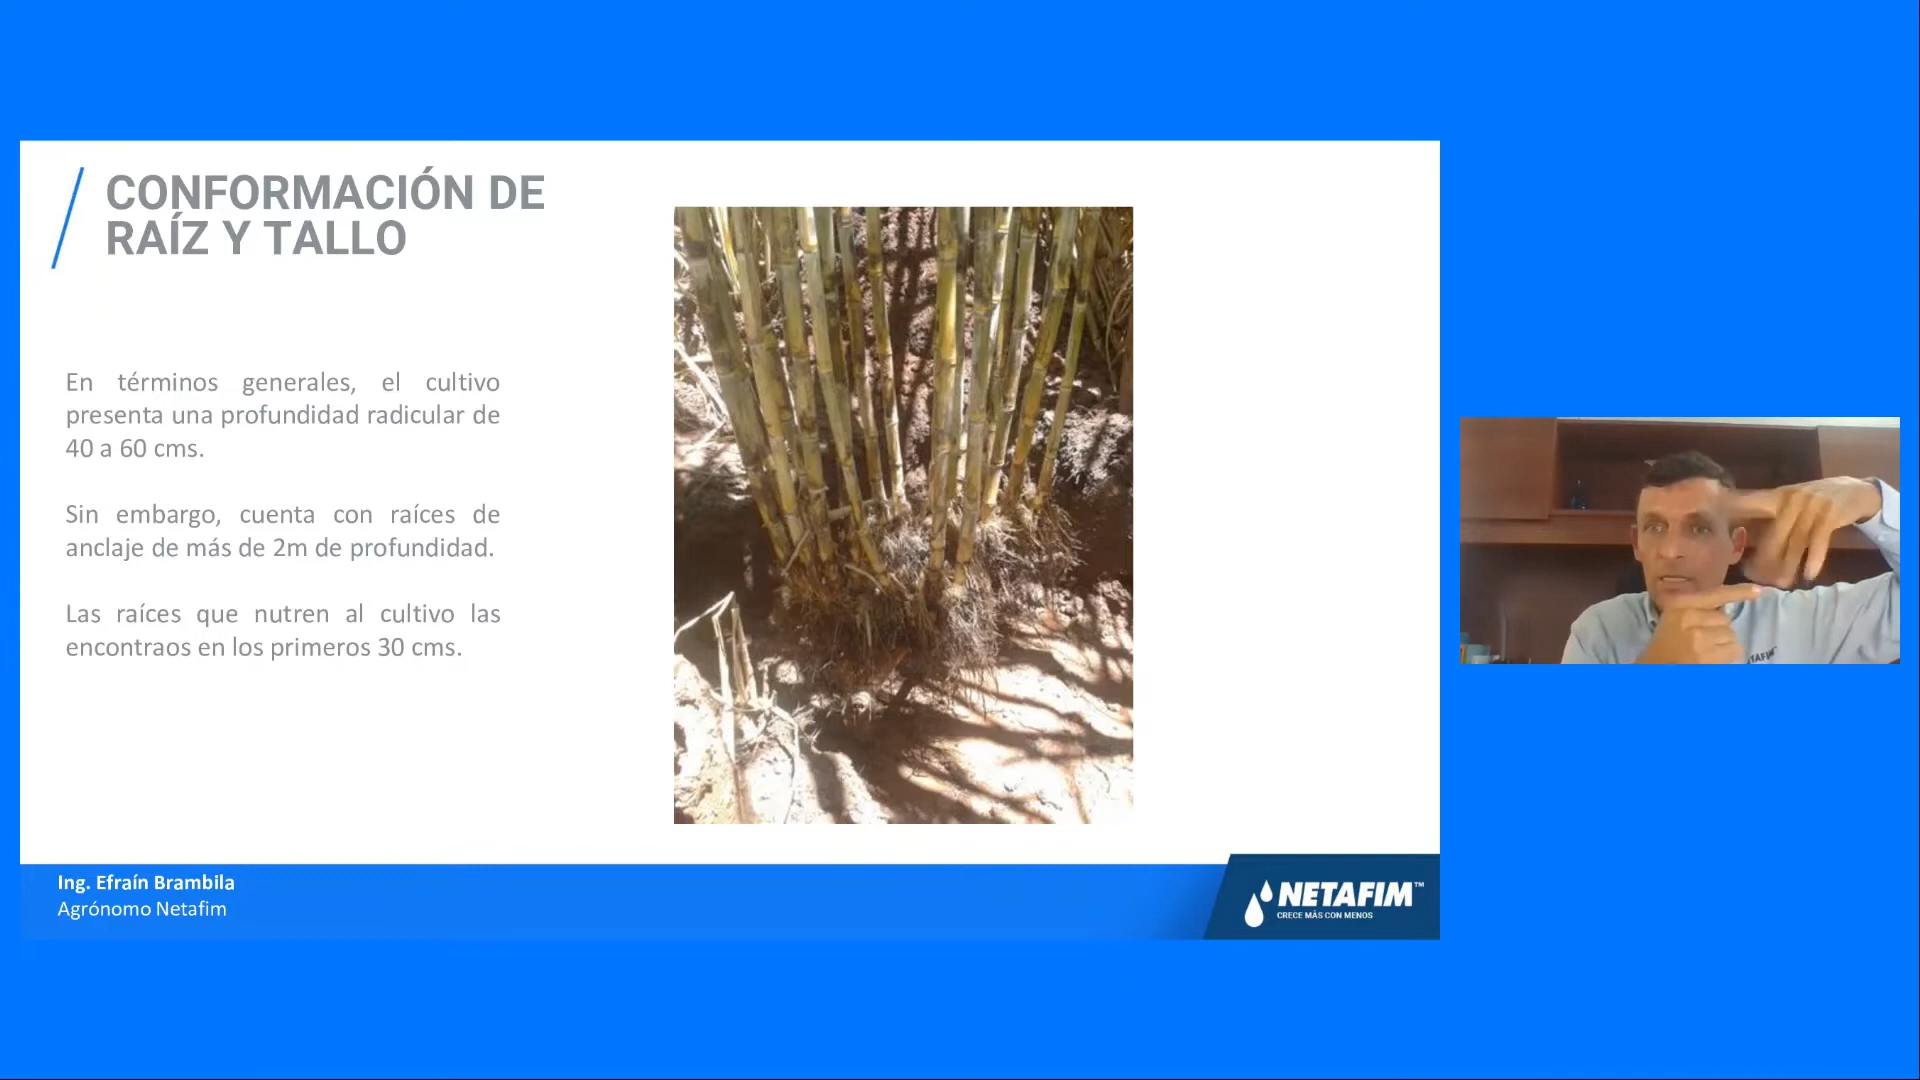 CONFORMACIÓN DE
RAÍZ Y TALLO
En términos generales, el cultivo
presenta una profundidad radicular de
40 a 60 cms.
Sin embargo, cuenta con raíces de
anclaje de más de 2m de profundidad.
Las raíces que nutren al cultivo las
encontraos en los primeros 30 cms.
Ing. Efraín Brambila
Agrónomo Netafim
NETAFIM™
CRECE MÁS CON MENOS